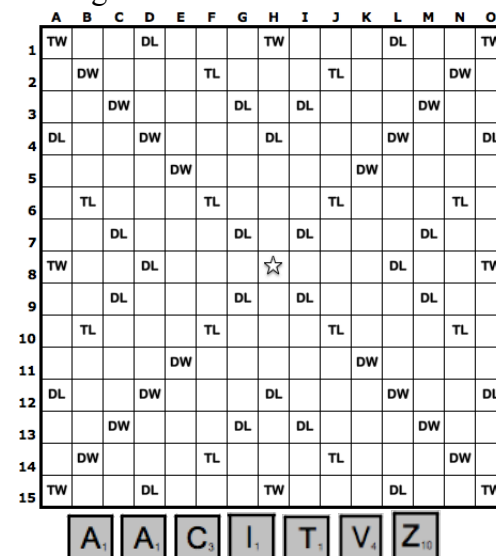 A B C D E F G H I J K L M N O
1 TW DL TW DL TW
2 DW TL TL DW
3 DW DL DL DW
4 DL DW DL DW DL
5 DW DW
6 TL TL TL TL
7 DL DL DL DL
8 TW DL DL TW
9 DL DL DL DL
10 TL TL TL TL
11 DW DW
12 DL DW DL DW DL
13 DW DL DL DW
14 DW TL TL DW
15 TW DL TW DL TW
A1 A1 C3 I1 T1 V4 Z10